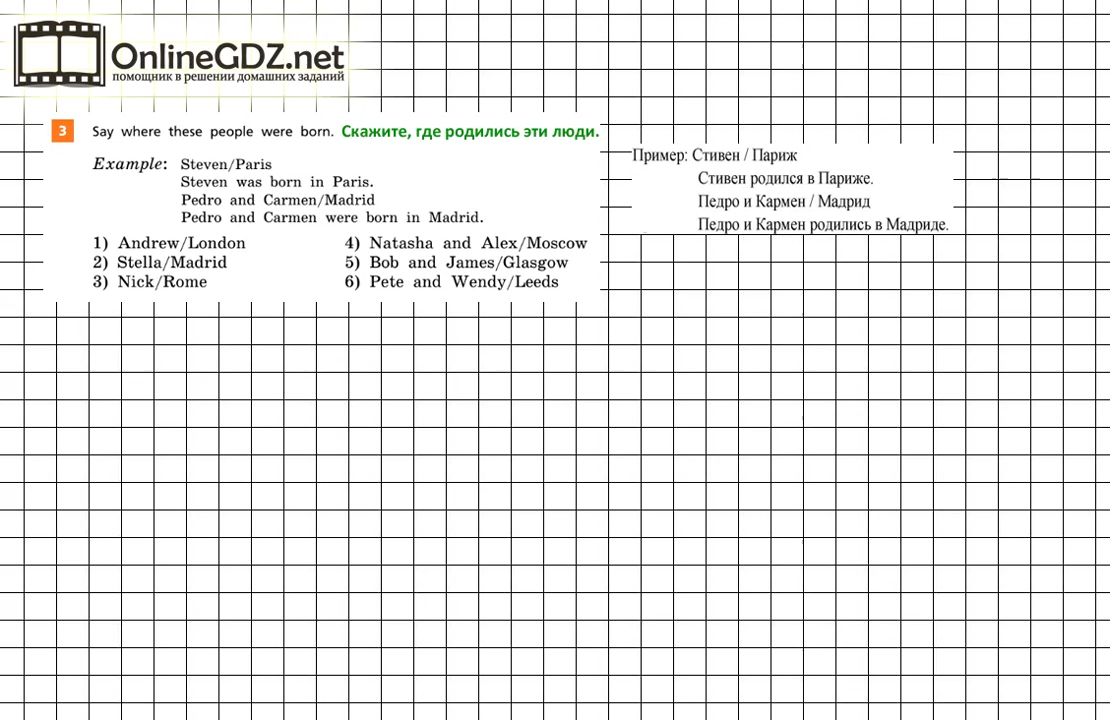 OnlineGDZ.net
помощник в решении домашних заданий
3 Say where these people were born. Скажите, где родились эти люди.
Example: Steven/Paris
Steven was born in Paris.
Pedro and Carmen/Madrid
Pedro and Carmen were born in Madrid.
1) Andrew/London
2) Stella/Madrid
3) Nick/Rome
4) Natasha and Alex/Moscow
5) Bob and James/Glasgow
6) Pete and Wendy/Leeds
Пример: Стивен / Париж
Стивен родился в Париже.
Педро и Кармен / Мадрид
Педро и Кармен родились в Мадриде.